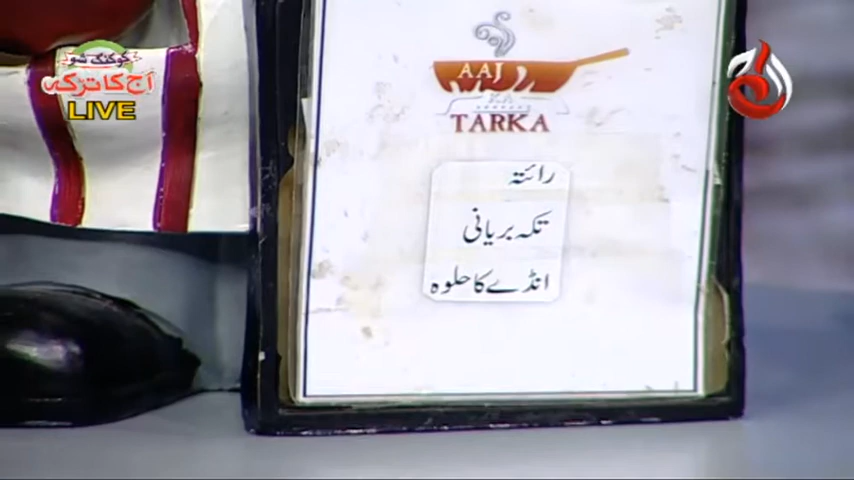 کوکنگ شو
آج کا تڑکہ
LIVE
AAJ
TARKA
رائتہ
تکہ بریانی
انڈے کا حلوہ